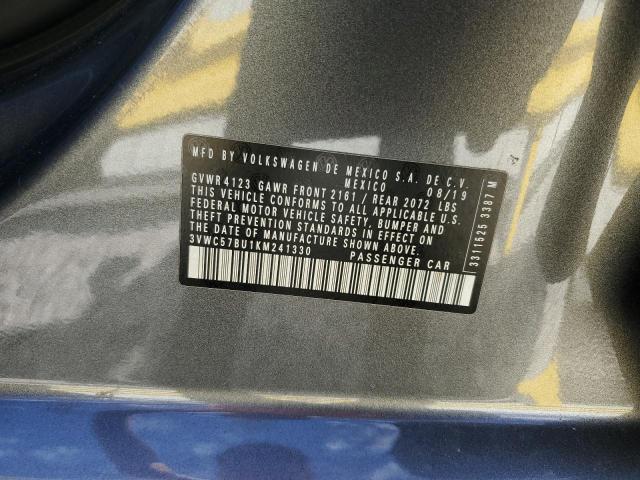 MFD BY VOLKSWAGEN DE MEXICO S.A. DE C.V.
MEXICO 08/19
GVWR 4123 GAWR FRONT 2161 / REAR 2072 LBS
THIS VEHICLE CONFORMS TO ALL APPLICABLE U.S.
FEDERAL MOTOR VEHICLE SAFETY, BUMPER AND
THEFT PREVENTION STANDARDS IN EFFECT ON
THE DATE OF MANUFACTURE SHOWN ABOVE.
3VWC57BU1KM241330 PASSENGER CAR
3311525 3387 M